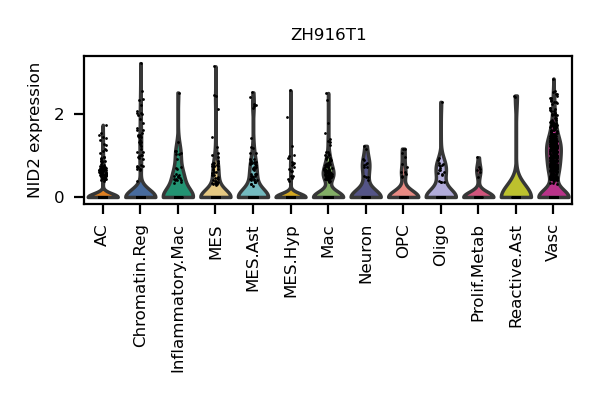 ZH916T1
NID2 expression
2
0
AC
Chromatin.Reg
Inflammatory.Mac
MES
MES.Ast
MES.Hyp
Mac
Neuron
OPC
Oligo
Prolif.Metab
Reactive.Ast
Vasc